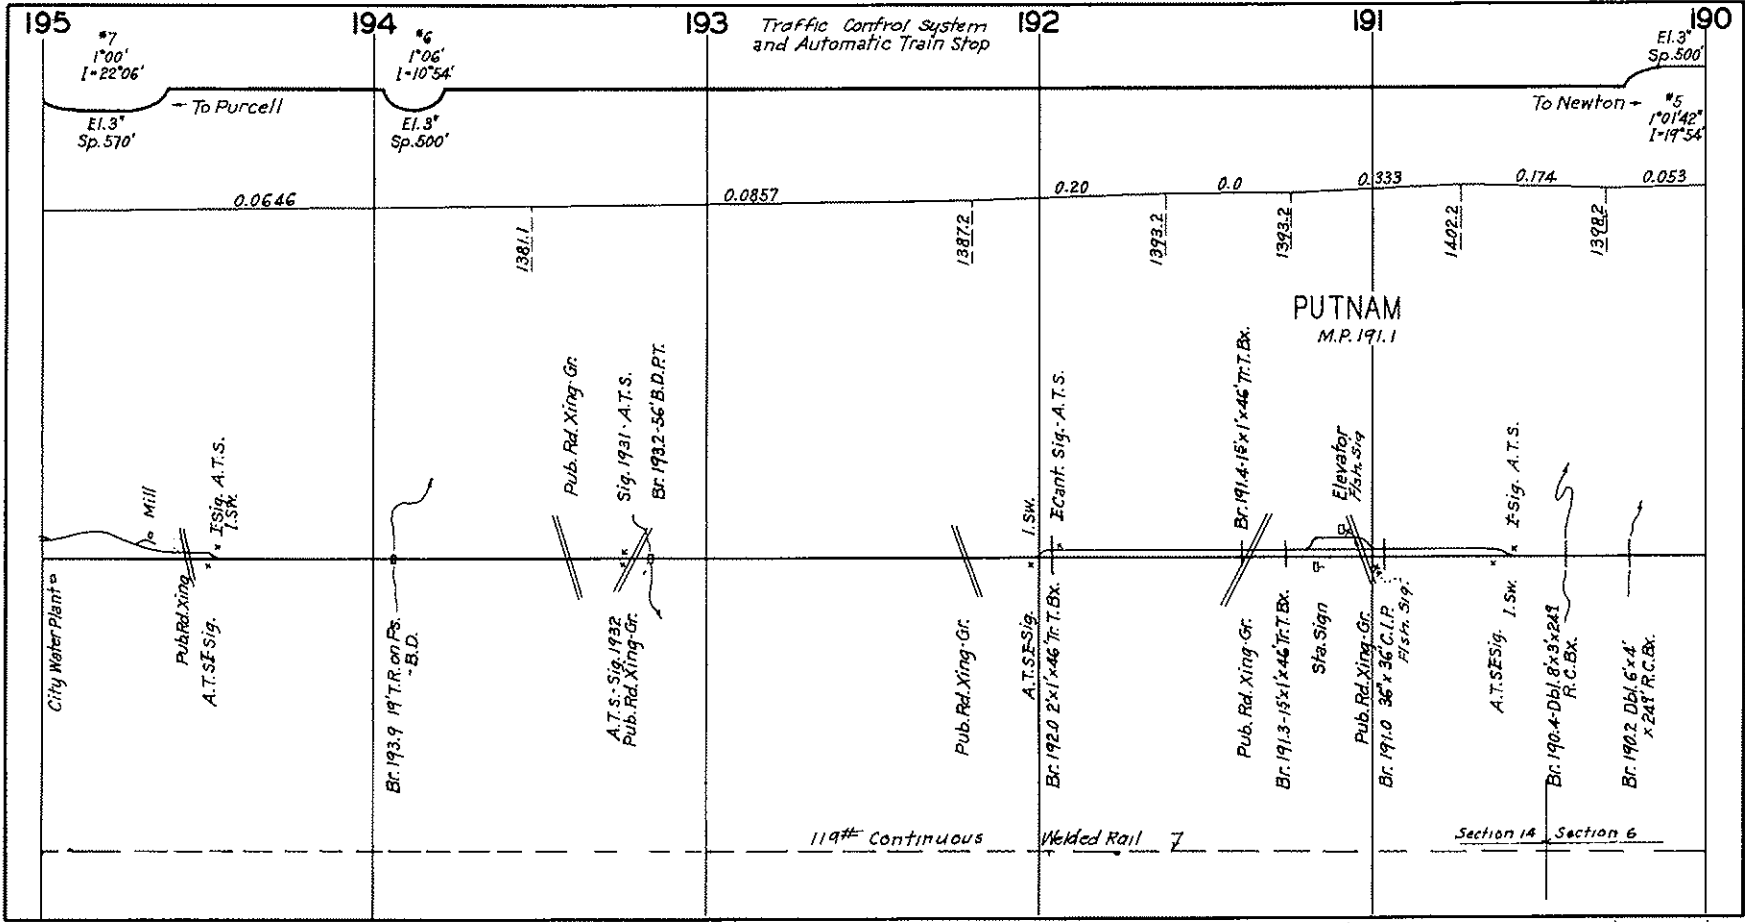 195
194
193
192
191
190
Traffic Control System
and Automatic Train Stop
#7
1°00'
I=22°06'
#6
1°06'
I=10°54'
El.3"
Sp.500'
← To Purcell
El.3"
Sp.570'
El.3"
Sp.500'
To Newton →
#5
1°01'42"
I=19°54'
0.0646
0.0857
0.20
0.0
0.333
0.174
0.053
1381.1
1387.2
1393.2
1393.2
1402.2
1398.2
PUTNAM
M.P. 191.1
Mill
I-Sig. A.T.S.
I.Sw.
Pub. Rd. Xing-Gr.
Sig. 1931-A.T.S.
Br. 193.2-56' B.D.P.T.
I.Sw.
I Cant. Sig.-A.T.S.
Br. 191.4-15'x1'x46' Tr.T.Bx.
Elevator
Flsh. Sig
I-Sig. A.T.S.
City Water Plant
Pub. Rd. Xing
A.T.S. I-Sig.
Br. 193.9 19' T.R. on Ps.
-B.D.
A.T.S.-Sig. 1932
Pub. Rd. Xing-Gr.
Pub. Rd. Xing-Gr.
A.T.S I-Sig.
Br. 192.0 2'x1'x46' Tr.T.Bx.
Pub. Rd. Xing-Gr.
Br. 191.3-15'x1'x46' Tr.T.Bx.
Sta. Sign
Pub. Rd. Xing-Gr.
Br. 191.0 36"x36' C.I.P.
Flsh. Sig.
A.T.S I-Sig.
I.Sw.
Br. 190.4-Dbl. 8'x3'x24'
R.C.Bx.
Br. 190.2 Dbl. 6'x4'
x24' R.C.Bx.
119# Continuous Welded Rail 7
Section 14
Section 6